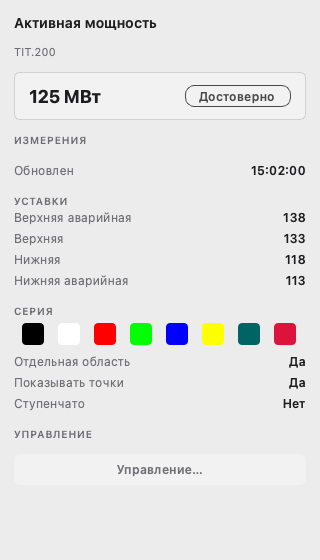 Активная мощность
TIT.200
125 МВт Достоверно
ИЗМЕРЕНИЯ
Обновлен 15:02:00
УСТАВКИ
Верхняя аварийная 138
Верхняя 133
Нижняя 118
Нижняя аварийная 113
СЕРИЯ
Отдельная область Да
Показывать точки Да
Ступенчато Нет
УПРАВЛЕНИЕ
Управление...